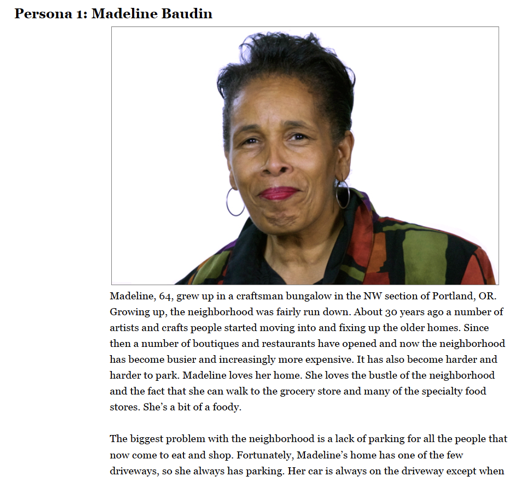 Persona 1: Madeline Baudin
Madeline, 64, grew up in a craftsman bungalow in the NW section of Portland, OR.
Growing up, the neighborhood was fairly run down. About 30 years ago a number of
artists and crafts people started moving into and fixing up the older homes. Since
then a number of boutiques and restaurants have opened and now the neighborhood
has become busier and increasingly more expensive. It has also become harder and
harder to park. Madeline loves her home. She loves the bustle of the neighborhood
and the fact that she can walk to the grocery store and many of the specialty food
stores. She's a bit of a foody.
The biggest problem with the neighborhood is a lack of parking for all the people that
now come to eat and shop. Fortunately, Madeline's home has one of the few
driveways, so she always has parking. Her car is always on the driveway except when